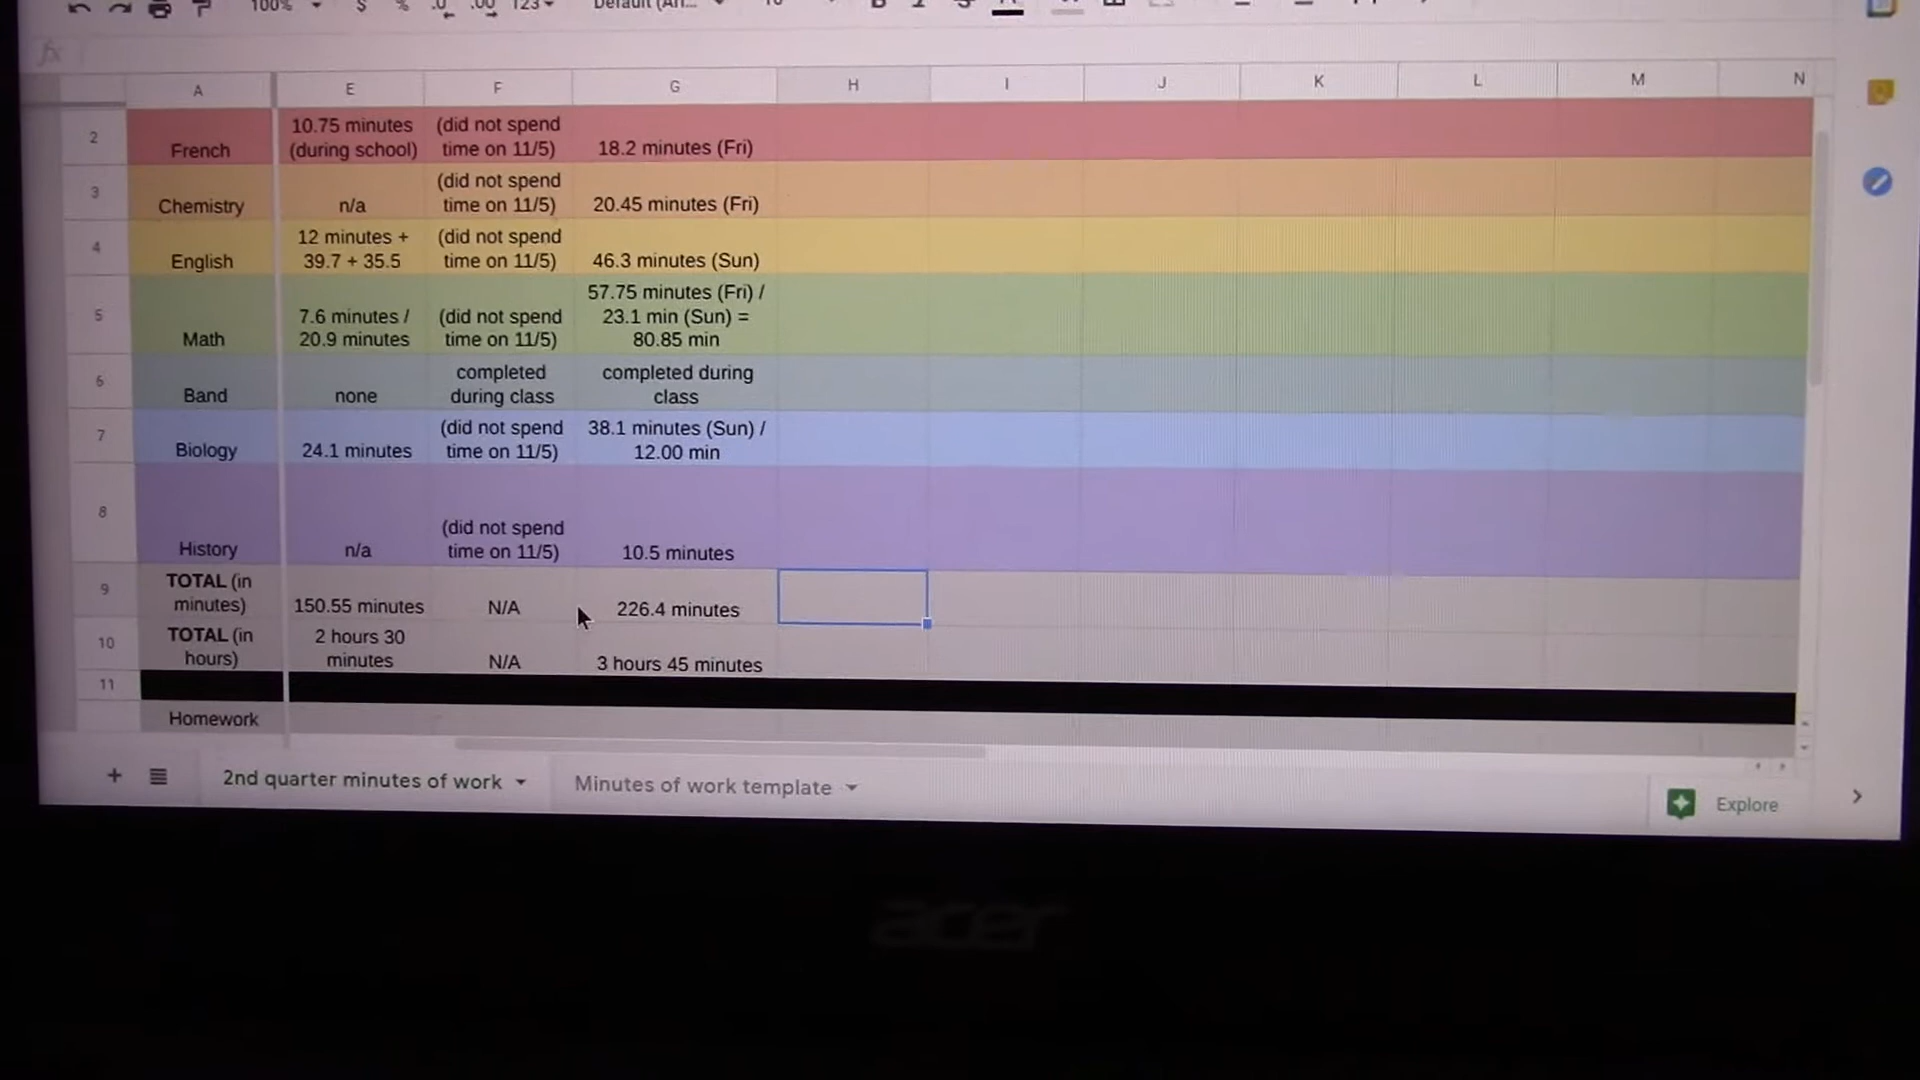 100% $ % .0 .00 123 Default (Ari... 10 B
fx
A E F G H I J K L M N
2
French
10.75 minutes
(during school)
(did not spend
time on 11/5)
18.2 minutes (Fri)
3
Chemistry
n/a
(did not spend
time on 11/5)
20.45 minutes (Fri)
4
English
12 minutes +
39.7 + 35.5
(did not spend
time on 11/5)
46.3 minutes (Sun)
5
Math
7.6 minutes /
20.9 minutes
(did not spend
time on 11/5)
57.75 minutes (Fri) /
23.1 min (Sun) =
80.85 min
6
Band
none
completed
during class
completed during
class
7
Biology
24.1 minutes
(did not spend
time on 11/5)
38.1 minutes (Sun) /
12.00 min
8
History
n/a
(did not spend
time on 11/5)
10.5 minutes
9
TOTAL (in
minutes)
150.55 minutes
N/A
226.4 minutes
10
TOTAL (in
hours)
2 hours 30
minutes
N/A
3 hours 45 minutes
11
Homework
2nd quarter minutes of work
Minutes of work template
Explore
acer